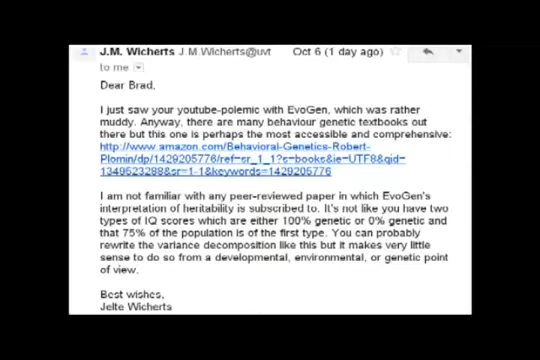 J.M. Wicherts J.M.Wicherts@uvt Oct 6 (1 day ago)
to me
Dear Brad,
I just saw your youtube-polemic with EvoGen, which was rather
muddy. Anyway, there are many behaviour genetic textbooks out
there but this one is perhaps the most accessible and comprehensive:
http://www.amazon.com/Behavioral-Genetics-Robert-
Plomin/dp/1429205776/ref=sr_1_1?s=books&ie=UTF8&qid=
1349523288&sr=1-1&keywords=1429205776
I am not familiar with any peer-reviewed paper in which EvoGen's
interpretation of heritability is subscribed to. It's not like you have two
types of IQ scores which are either 100% genetic or 0% genetic and
that 75% of the population is of the first type. You can probably
rewrite the variance decomposition like this but it makes very little
sense to do so from a developmental, environmental, or genetic point
of view.
Best wishes,
Jelte Wicherts